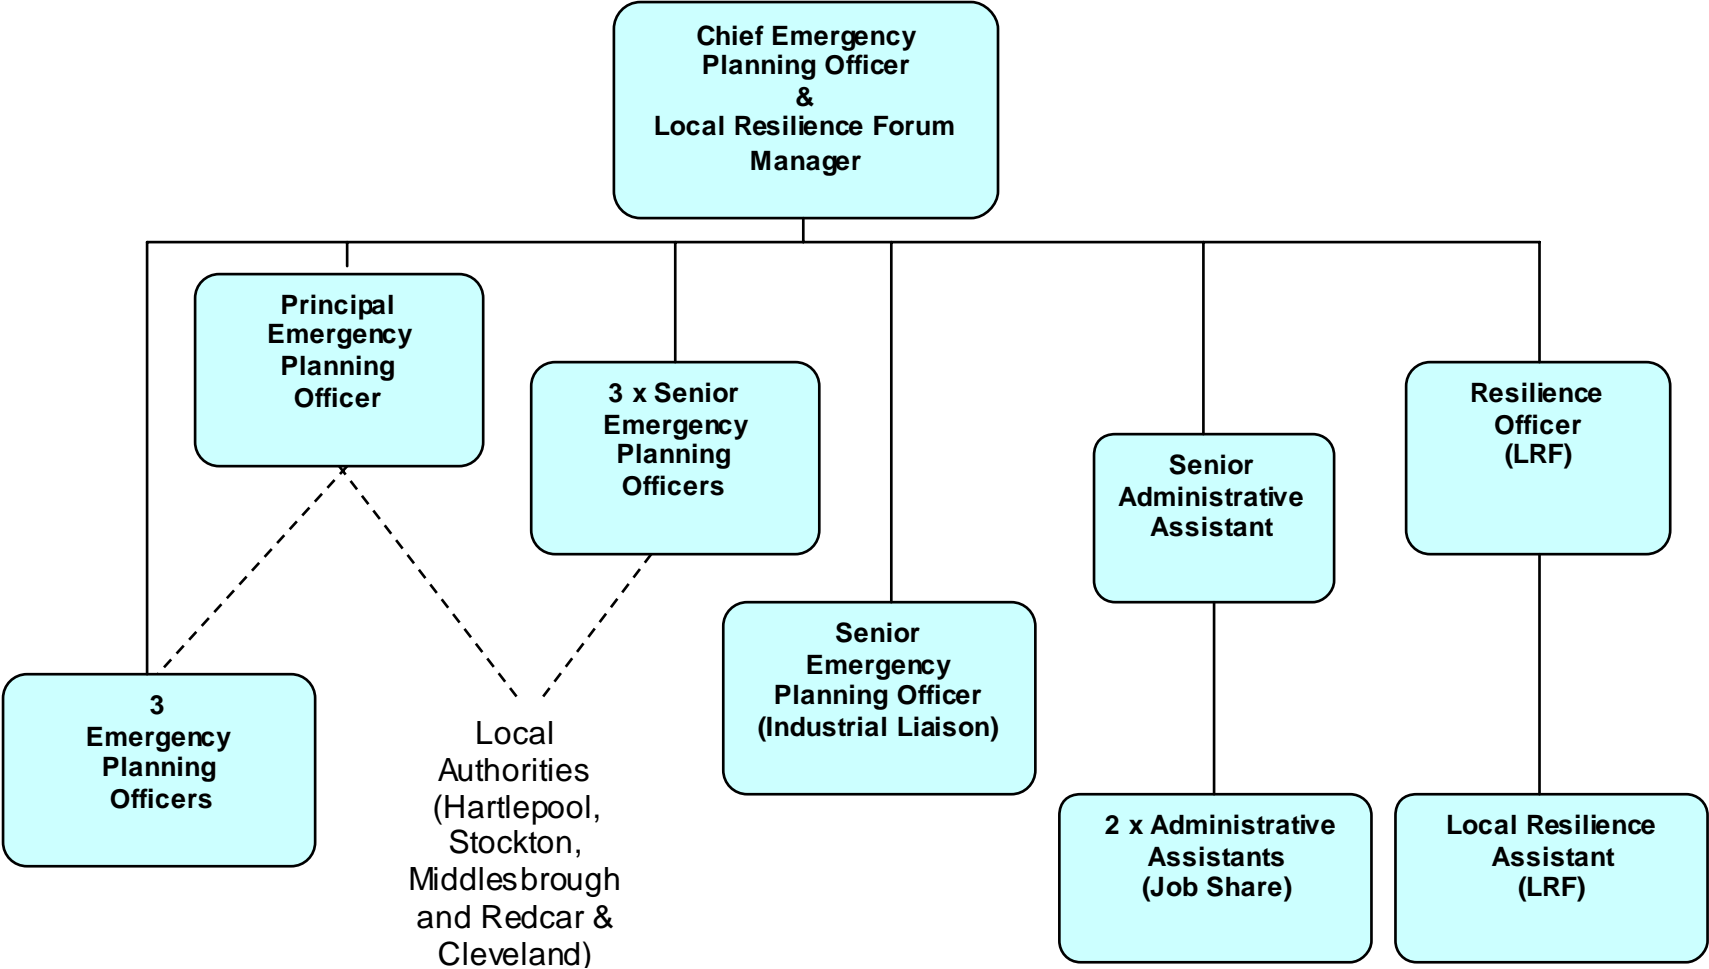 Chief Emergency
Planning Officer
&
Local Resilience Forum
Manager
Principal
Emergency
Planning
Officer
3 x Senior
Emergency
Planning
Officers
Resilience
Officer
(LRF)
Senior
Administrative
Assistant
Senior
Emergency
Planning Officer
(Industrial Liaison)
3
Emergency
Planning
Officers
Local
Authorities
(Hartlepool,
Stockton,
Middlesbrough
and Redcar &
Cleveland)
2 x Administrative
Assistants
(Job Share)
Local Resilience
Assistant
(LRF)